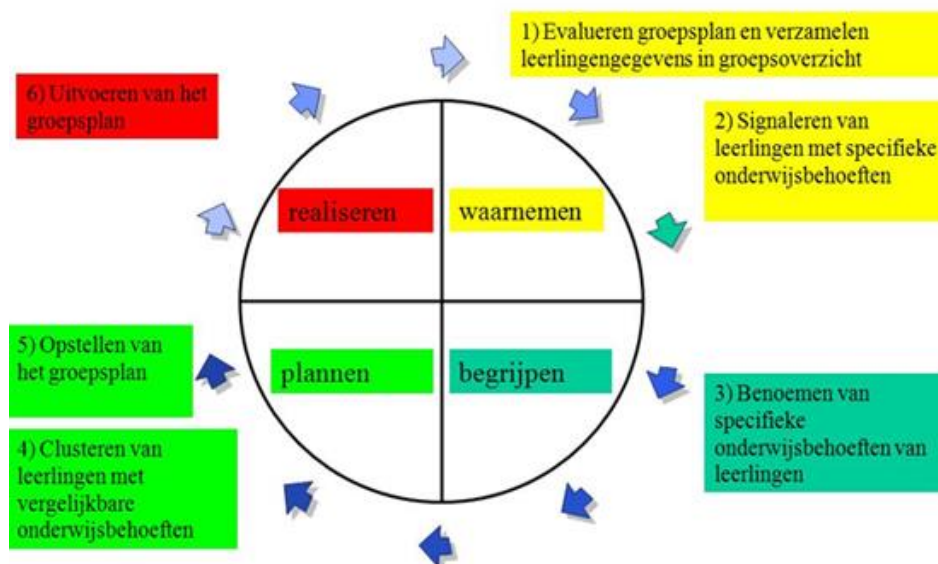 1) Evalueren groepsplan en verzamelen
leerlingengegevens in groepsoverzicht
6) Uitvoeren van het
groepsplan
2) Signaleren van
leerlingen met specifieke
onderwijsbehoeften
realiseren
waarnemen
5) Opstellen van
het groepsplan
plannen
begrijpen
3) Benoemen van
specifieke
onderwijsbehoeften van
leerlingen
4) Clusteren van
leerlingen met
vergelijkbare
onderwijsbehoeften